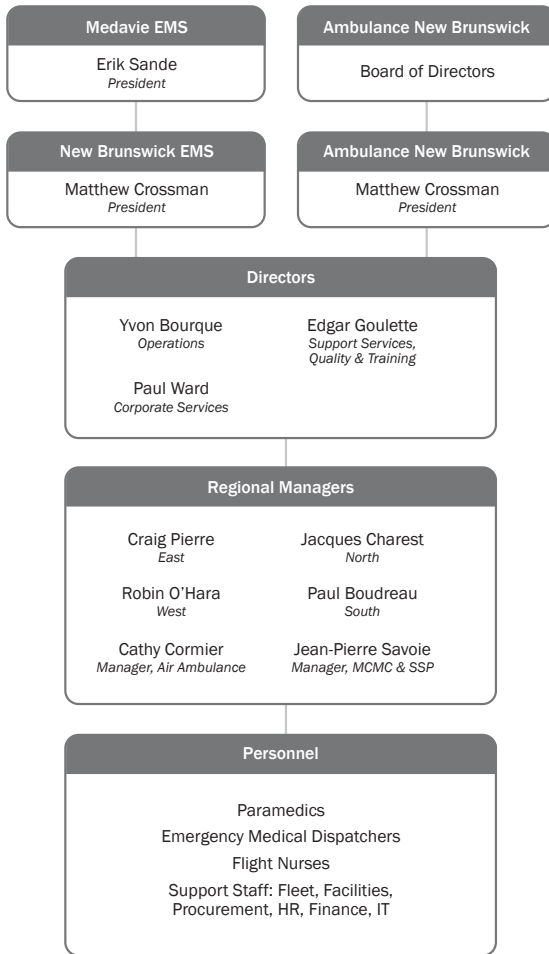 Medavie EMS
Erik Sande
President
Ambulance New Brunswick
Board of Directors
New Brunswick EMS
Matthew Crossman
President
Ambulance New Brunswick
Matthew Crossman
President
Directors
Yvon Bourque
Operations
Edgar Goulette
Support Services,
Quality & Training
Paul Ward
Corporate Services
Regional Managers
Craig Pierre
East
Jacques Charest
North
Robin O’Hara
West
Paul Boudreau
South
Cathy Cormier
Manager, Air Ambulance
Jean-Pierre Savoie
Manager, MCMC & SSP
Personnel
Paramedics
Emergency Medical Dispatchers
Flight Nurses
Support Staff: Fleet, Facilities,
Procurement, HR, Finance, IT